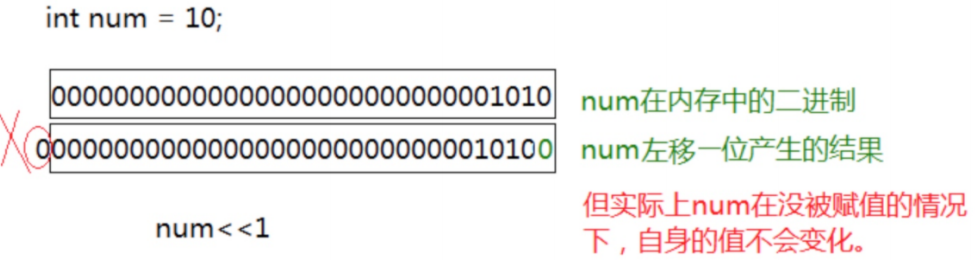 int num = 10;
00000000000000000000000000001010
num在内存中的二进制
000000000000000000000000000010100
num左移一位产生的结果
num<<1
但实际上num在没被赋值的情况
下，自身的值不会变化。